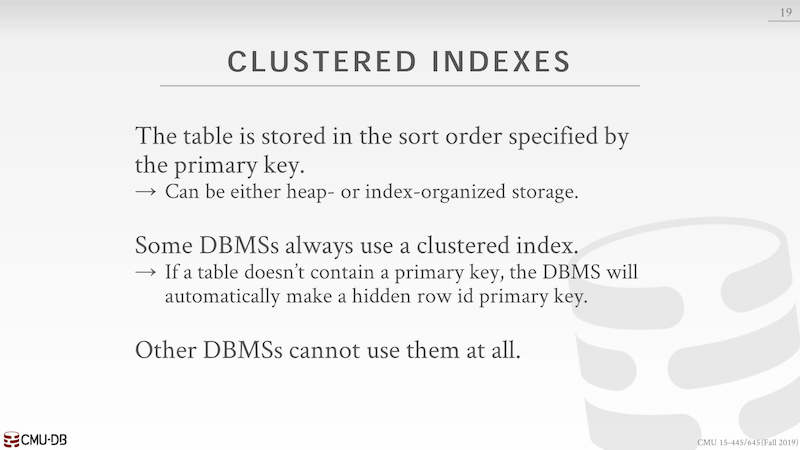 19
CLUSTERED INDEXES
The table is stored in the sort order specified by
the primary key.
→ Can be either heap- or index-organized storage.
Some DBMSs always use a clustered index.
→ If a table doesn’t contain a primary key, the DBMS will
automatically make a hidden row id primary key.
Other DBMSs cannot use them at all.
CMU·DB
CMU 15-445/645 (Fall 2019)